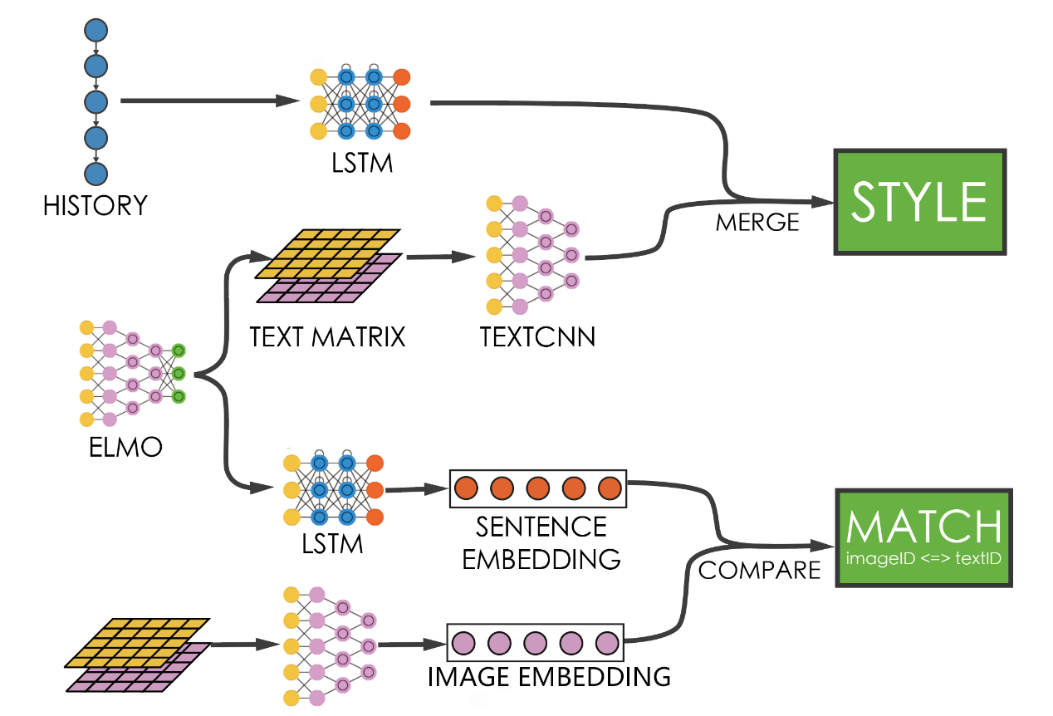 LSTM
HISTORY
STYLE
MERGE
TEXT MATRIX
TEXTCNN
ELMO
LSTM
SENTENCE
EMBEDDING
MATCH
imageID <=> textID
COMPARE
IMAGE EMBEDDING